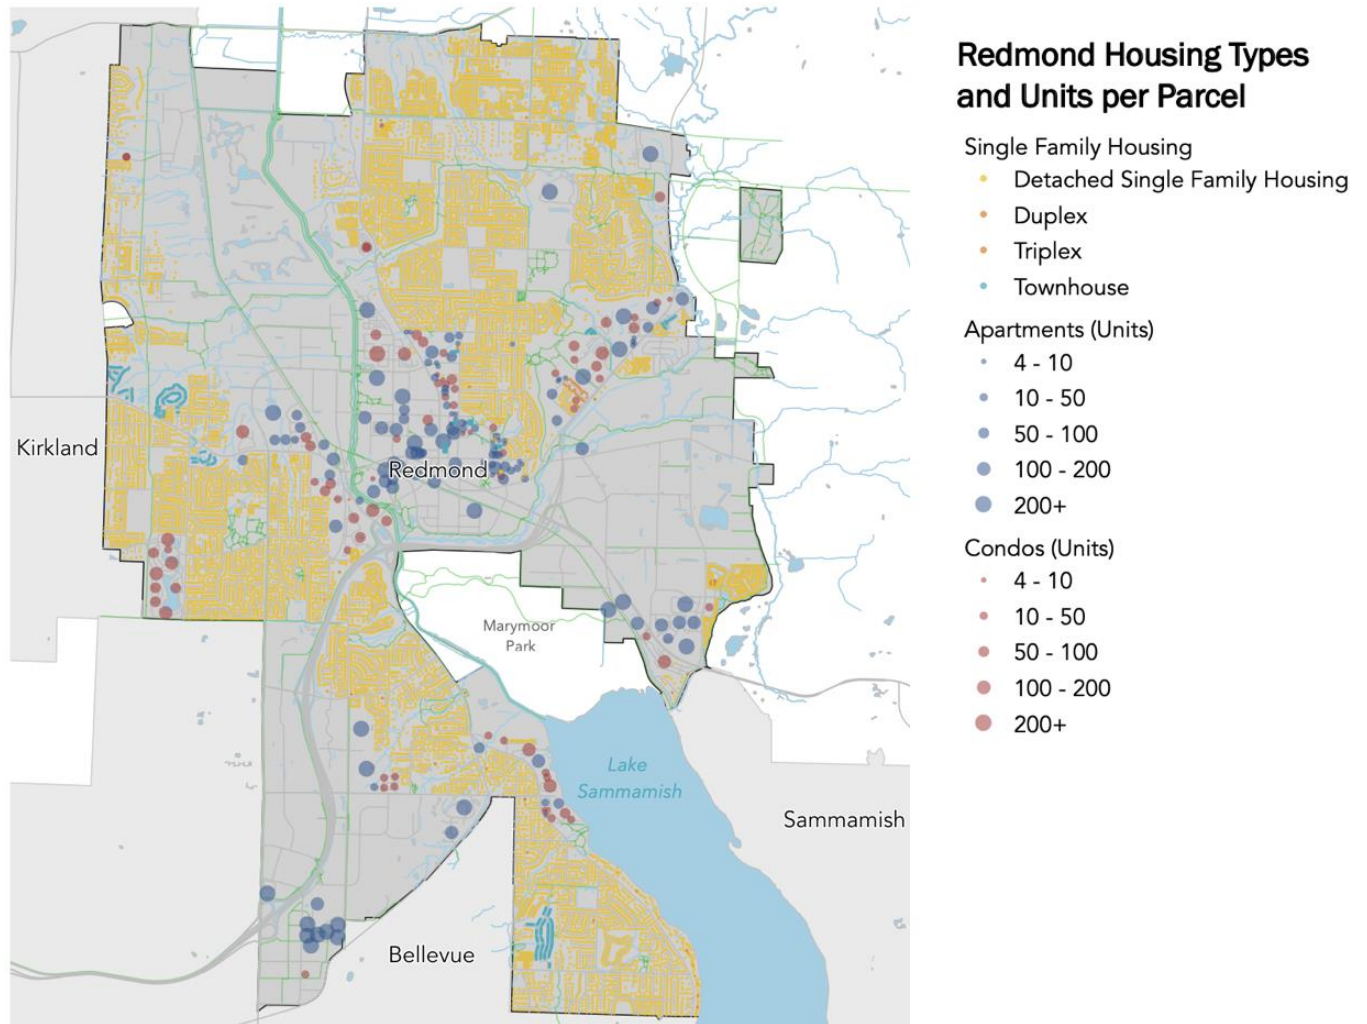 Redmond Housing Types
and Units per Parcel
Single Family Housing
Detached Single Family Housing
Duplex
Triplex
Townhouse
Apartments (Units)
4 - 10
10 - 50
50 - 100
100 - 200
200+
Condos (Units)
4 - 10
10 - 50
50 - 100
100 - 200
200+
Kirkland
Redmond
Marymoor
Park
Lake
Sammamish
Sammamish
Bellevue